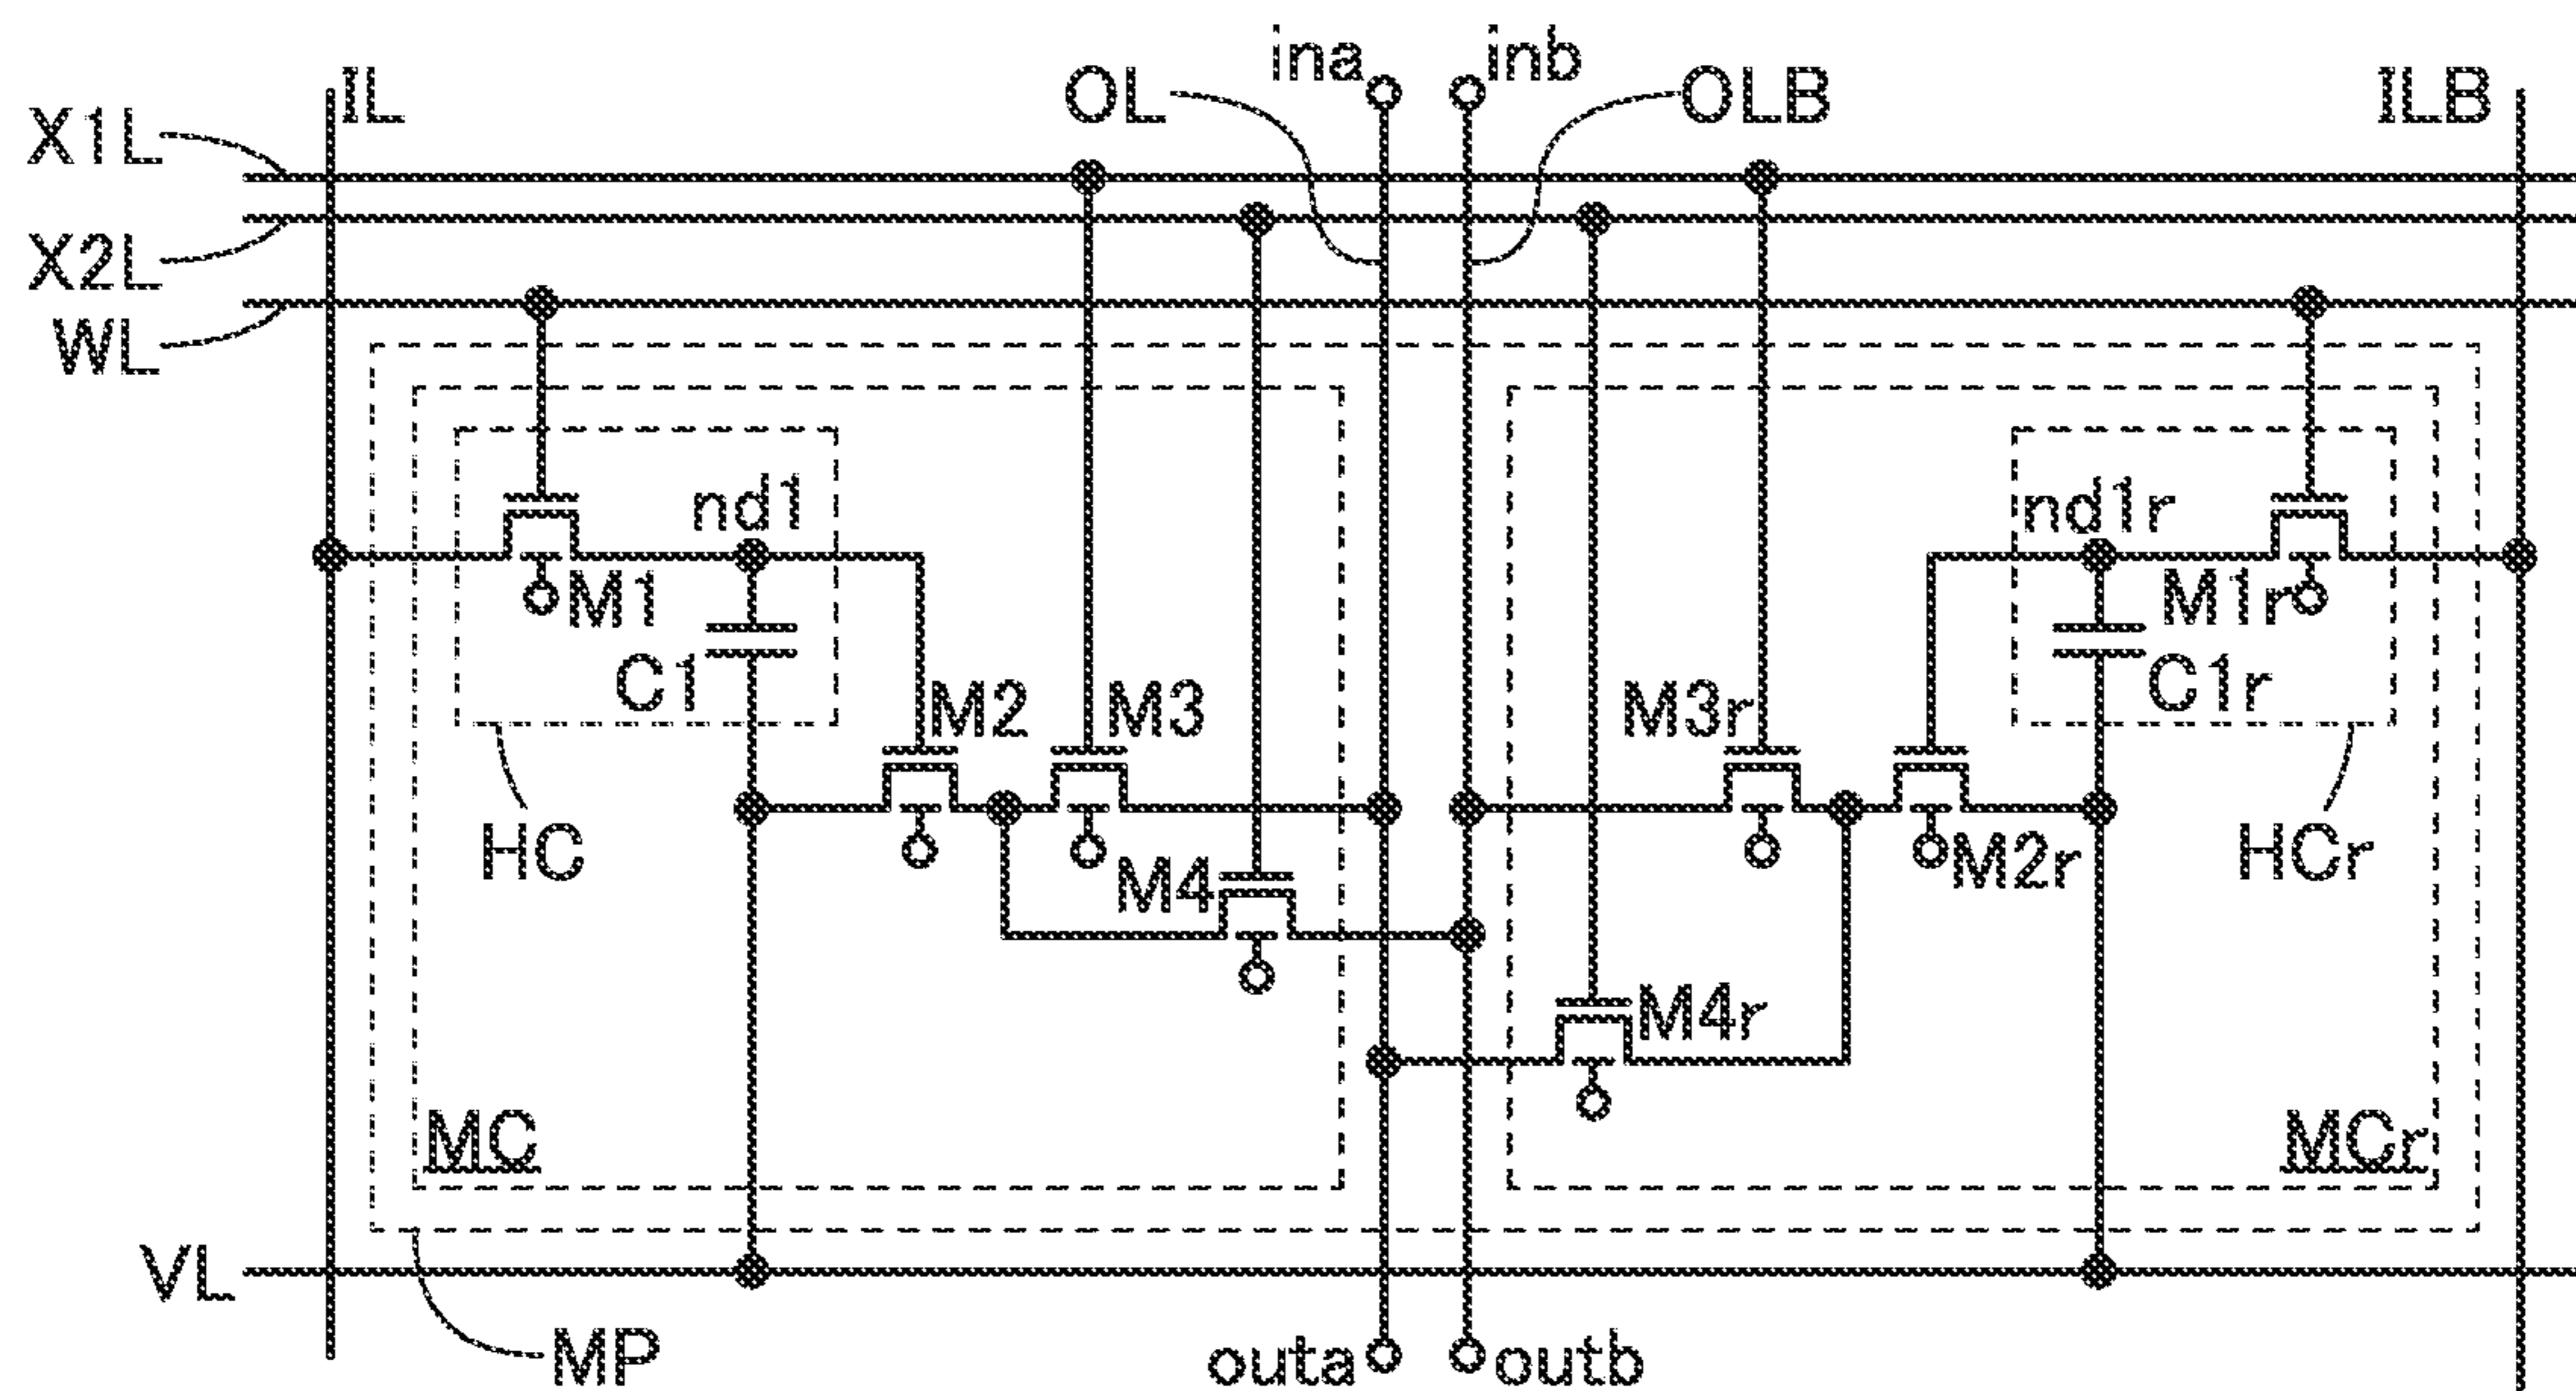 ina
inb
IL
OL
OLB
ILB
X1L
X2L
WL
nd1
nd1r
M1
M1r
C1
C1r
M2
M3
M3r
HC
M4
M2r
HCr
M4r
MC
MCr
VL
MP
outa
outb